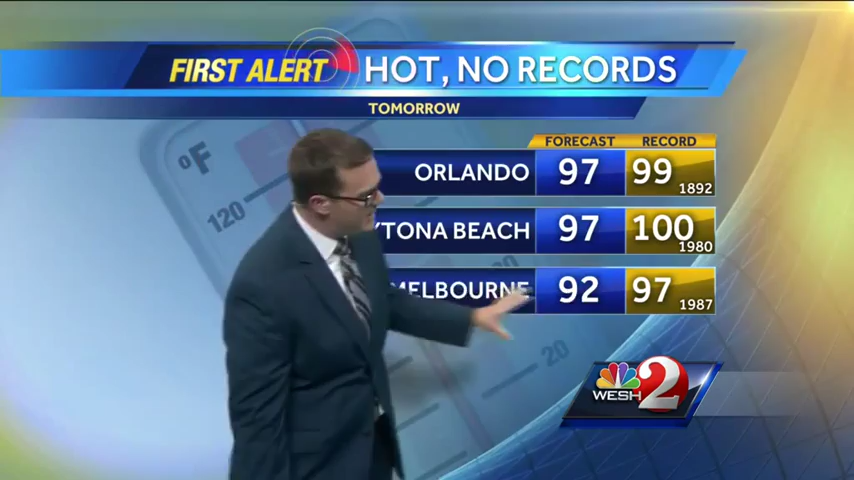 FIRST ALERT HOT, NO RECORDS
TOMORROW
FORECAST RECORD
ORLANDO 97 99 1892
YTONA BEACH 97 100 1980
MELBOURNE 92 97 1987
°F
120
20
20
WESH 2